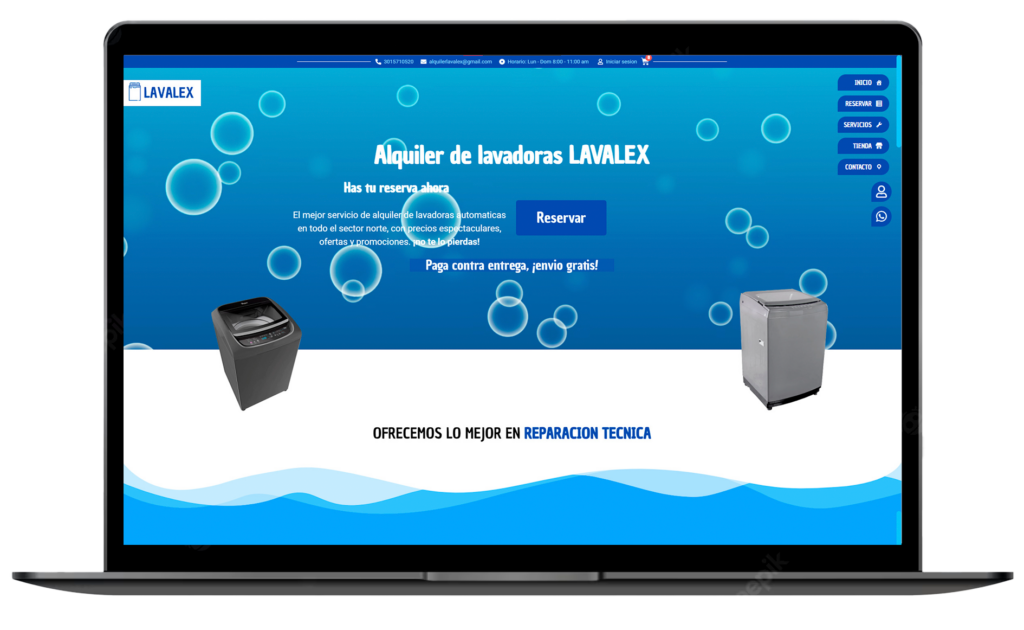 3015710520 alquilerlavalex@gmail.com Horario: Lun - Dom 8:00 - 11:00 am Iniciar sesion
LAVALEX
INICIO
RESERVAR
SERVICIOS
TIENDA
CONTACTO
Alquiler de lavadoras LAVALEX
Has tu reserva ahora
El mejor servicio de alquiler de lavadoras automaticas
en todo el sector norte, con precios espectaculares,
ofertas y promociones. ¡no te lo pierdas!
Reservar
Paga contra entrega, ¡envio gratis!
OFRECEMOS LO MEJOR EN REPARACION TECNICA